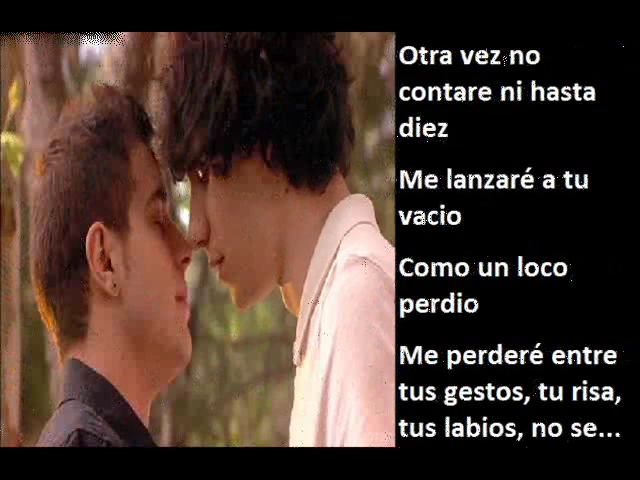 Otra vez no
contare ni hasta
diez
Me lanzaré a tu
vacio
Como un loco
perdio
Me perderé entre
tus gestos, tu risa,
tus labios, no se...